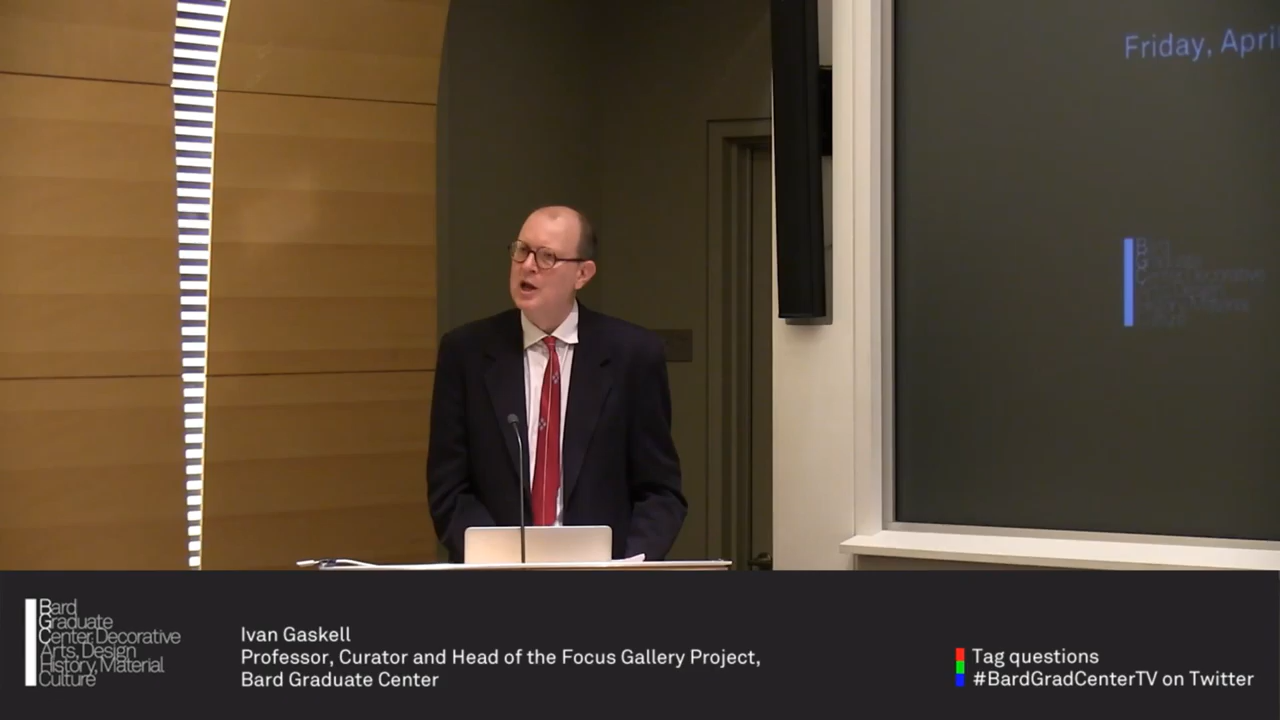 Friday, Apri
Bard
Graduate
Center Decorative
Arts, Design
History, Material
Culture
Ivan Gaskell
Professor, Curator and Head of the Focus Gallery Project,
Bard Graduate Center
Tag questions
#BardGradCenterTV on Twitter